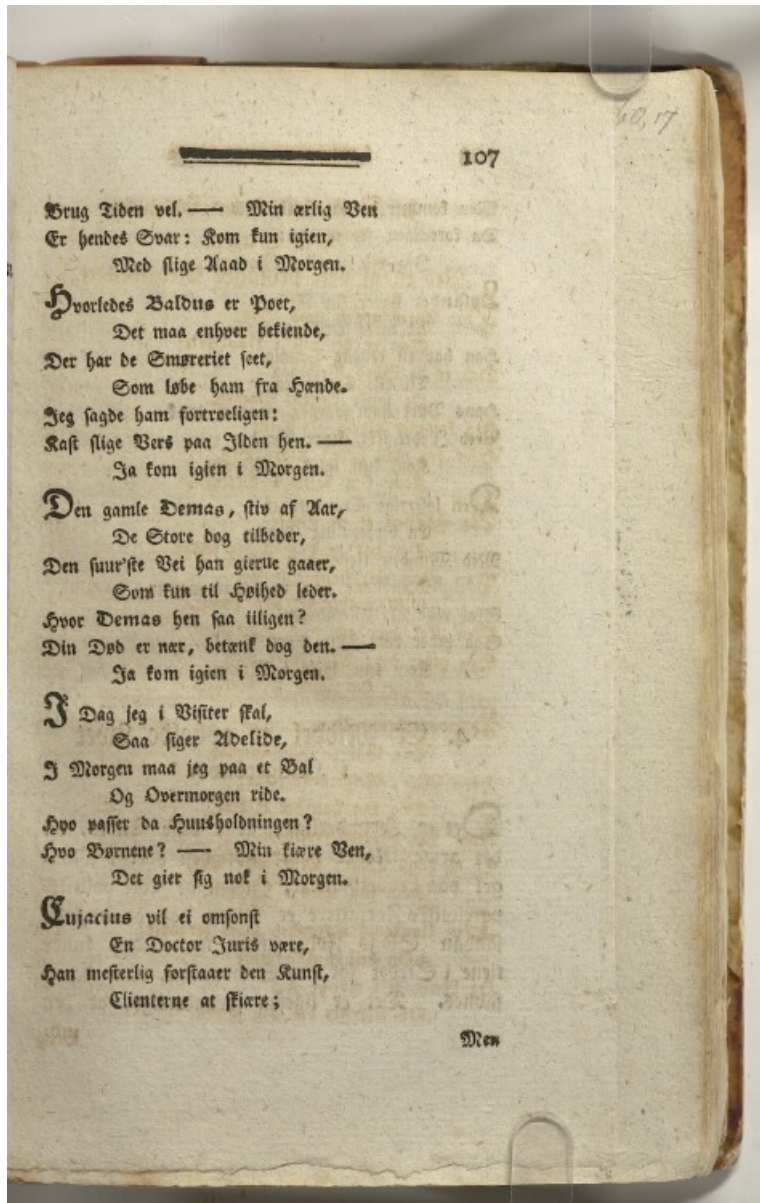 107
Brug Tiden vel. — Min ærlig Ven
Er hendes Svar: Kom kun igien,
Med slige Raad i Morgen.
Hvorledes Baldus er Poet,
Det maa enhver bekiende,
Der har de Smøreriet seet,
Som løbe ham fra Hænde.
Jeg sagde ham fortroeligen:
Kast slige Vers paa Ilden hen. —
Ja kom igien i Morgen.
Den gamle Demas, stiv af Aar,
De Store dog tilbeder,
Den suur'ste Vei han gierne gaaer,
Som kun til Høihed leder.
Hvor Demas hen saa iiligen?
Din Død er nær, betænk dog den. —
Ja kom igien i Morgen.
I Dag jeg i Visiter skal,
Saa siger Adelide,
I Morgen maa jeg paa et Bal
Og Overmorgen ride.
Hvo passer da Huusholdningen?
Hvo Børnene? — Min kiære Ven,
Det gier sig nok i Morgen.
Cujacius vil ei omsonst
En Doctor Juris være,
Han mesterlig forstaaer den Kunst,
Clienterne at skiære;
Men